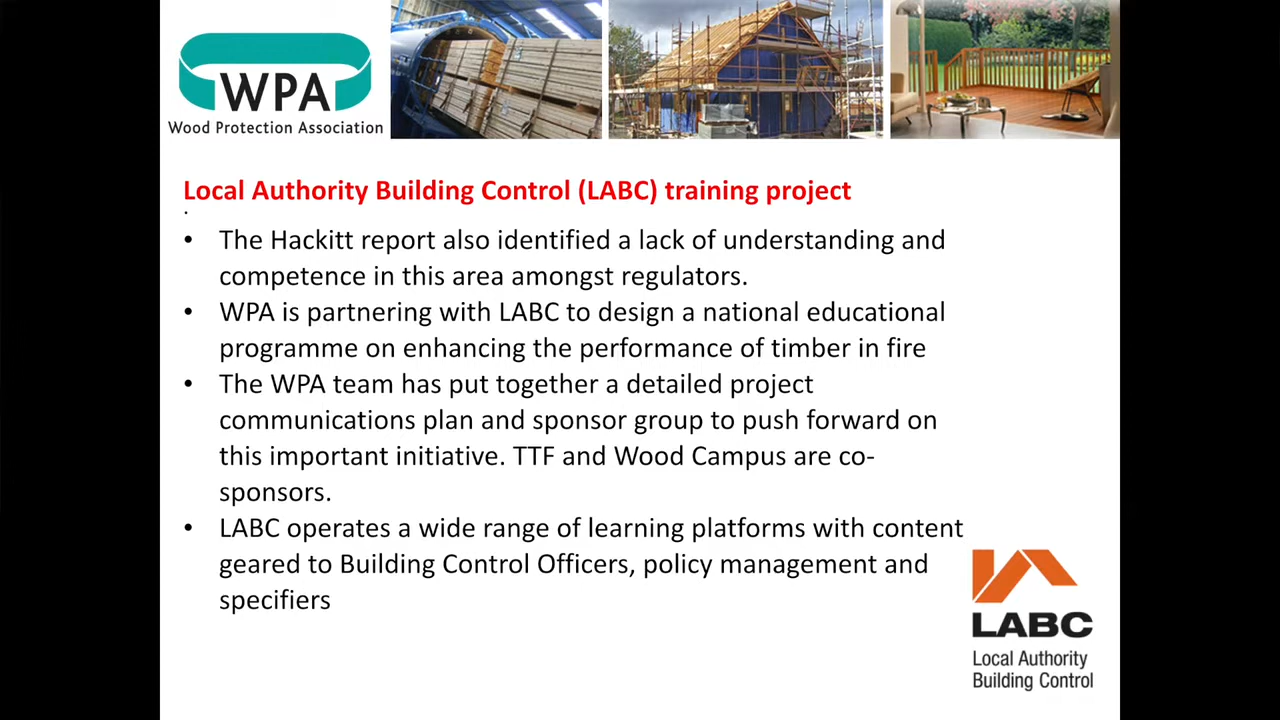 WPA
Wood Protection Association
Local Authority Building Control (LABC) training project
.
• The Hackitt report also identified a lack of understanding and
competence in this area amongst regulators.
• WPA is partnering with LABC to design a national educational
programme on enhancing the performance of timber in fire
• The WPA team has put together a detailed project
communications plan and sponsor group to push forward on
this important initiative. TTF and Wood Campus are co-
sponsors.
• LABC operates a wide range of learning platforms with content
geared to Building Control Officers, policy management and
specifiers
LABC
Local Authority
Building Control